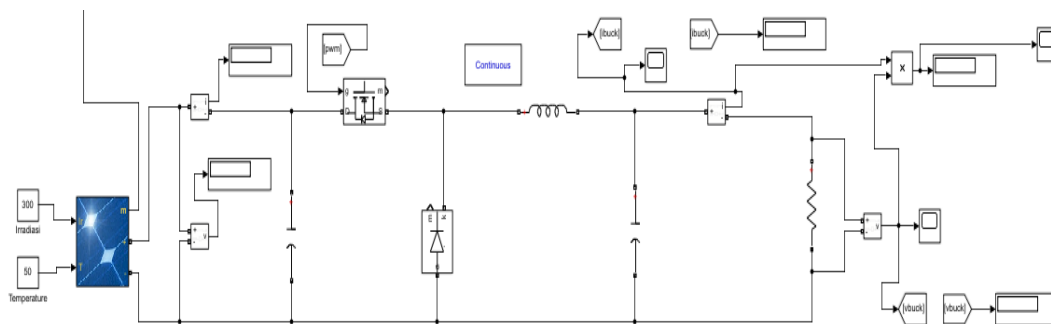 [pwm]
Continuous
[ibuck]
[ibuck]
i
+
-
g
m
D
S
i
+
-
x
300
Irradiasi
m
+
-
T
50
Temperature
+
v
-
m
k
a
+
v
-
[vbuck]
[vbuck]